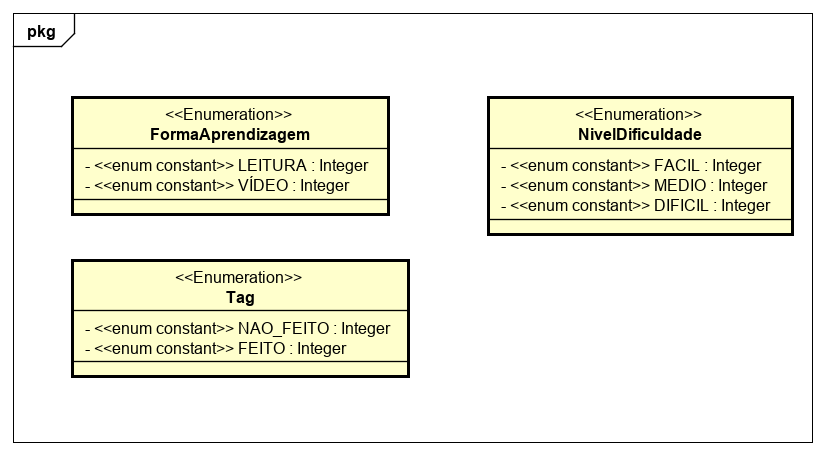 pkg
<<Enumeration>>
FormaAprendizagem
- <<enum constant>> LEITURA : Integer
- <<enum constant>> VÍDEO : Integer
<<Enumeration>>
NivelDificuldade
- <<enum constant>> FACIL : Integer
- <<enum constant>> MEDIO : Integer
- <<enum constant>> DIFICIL : Integer
<<Enumeration>>
Tag
- <<enum constant>> NAO_FEITO : Integer
- <<enum constant>> FEITO : Integer